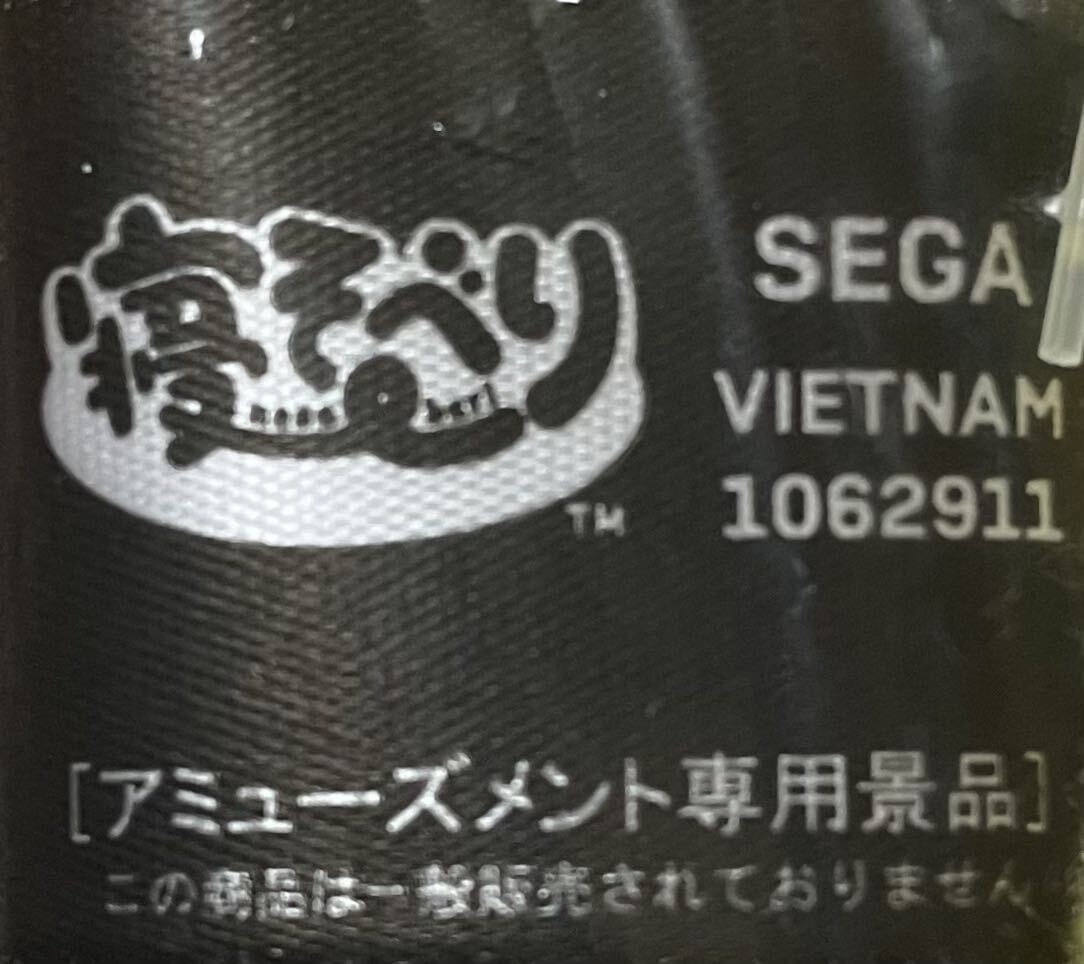 寝そべり
TM
SEGA
VIETNAM
1062911
[アミューズメント専用景品]
この商品は一般販売されておりません